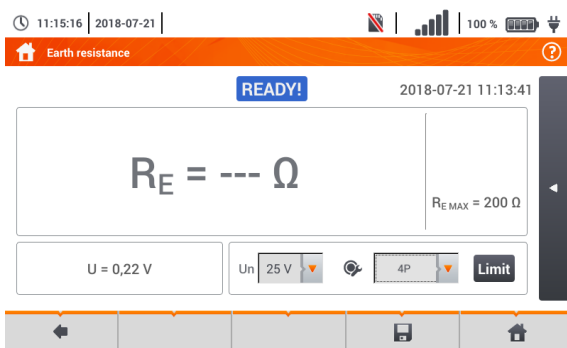 11:15:16 2018-07-21 100 %
Earth resistance ?
READY! 2018-07-21 11:13:41
RE = --- Ω
RE MAX = 200 Ω
U = 0,22 V Un 25 V 4P Limit